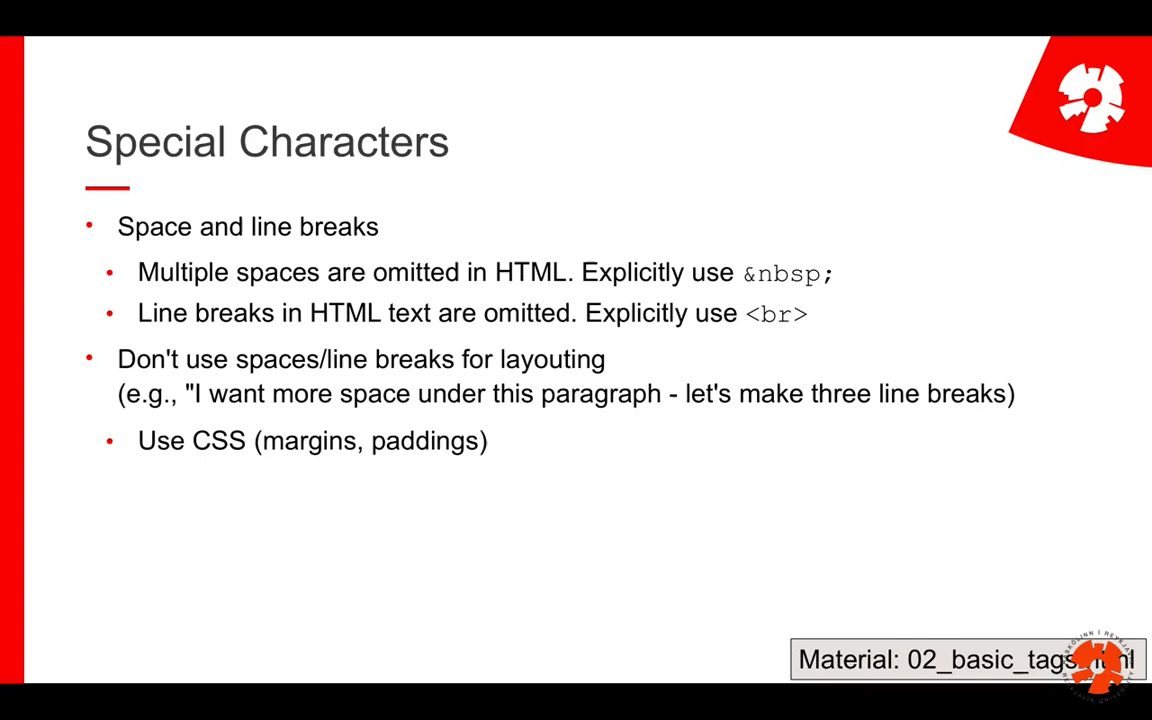 Special Characters
• Space and line breaks
• Multiple spaces are omitted in HTML. Explicitly use &nbsp;
• Line breaks in HTML text are omitted. Explicitly use <br>
• Don't use spaces/line breaks for layouting
(e.g., "I want more space under this paragraph - let's make three line breaks)
• Use CSS (margins, paddings)
Material: 02_basic_tags.html